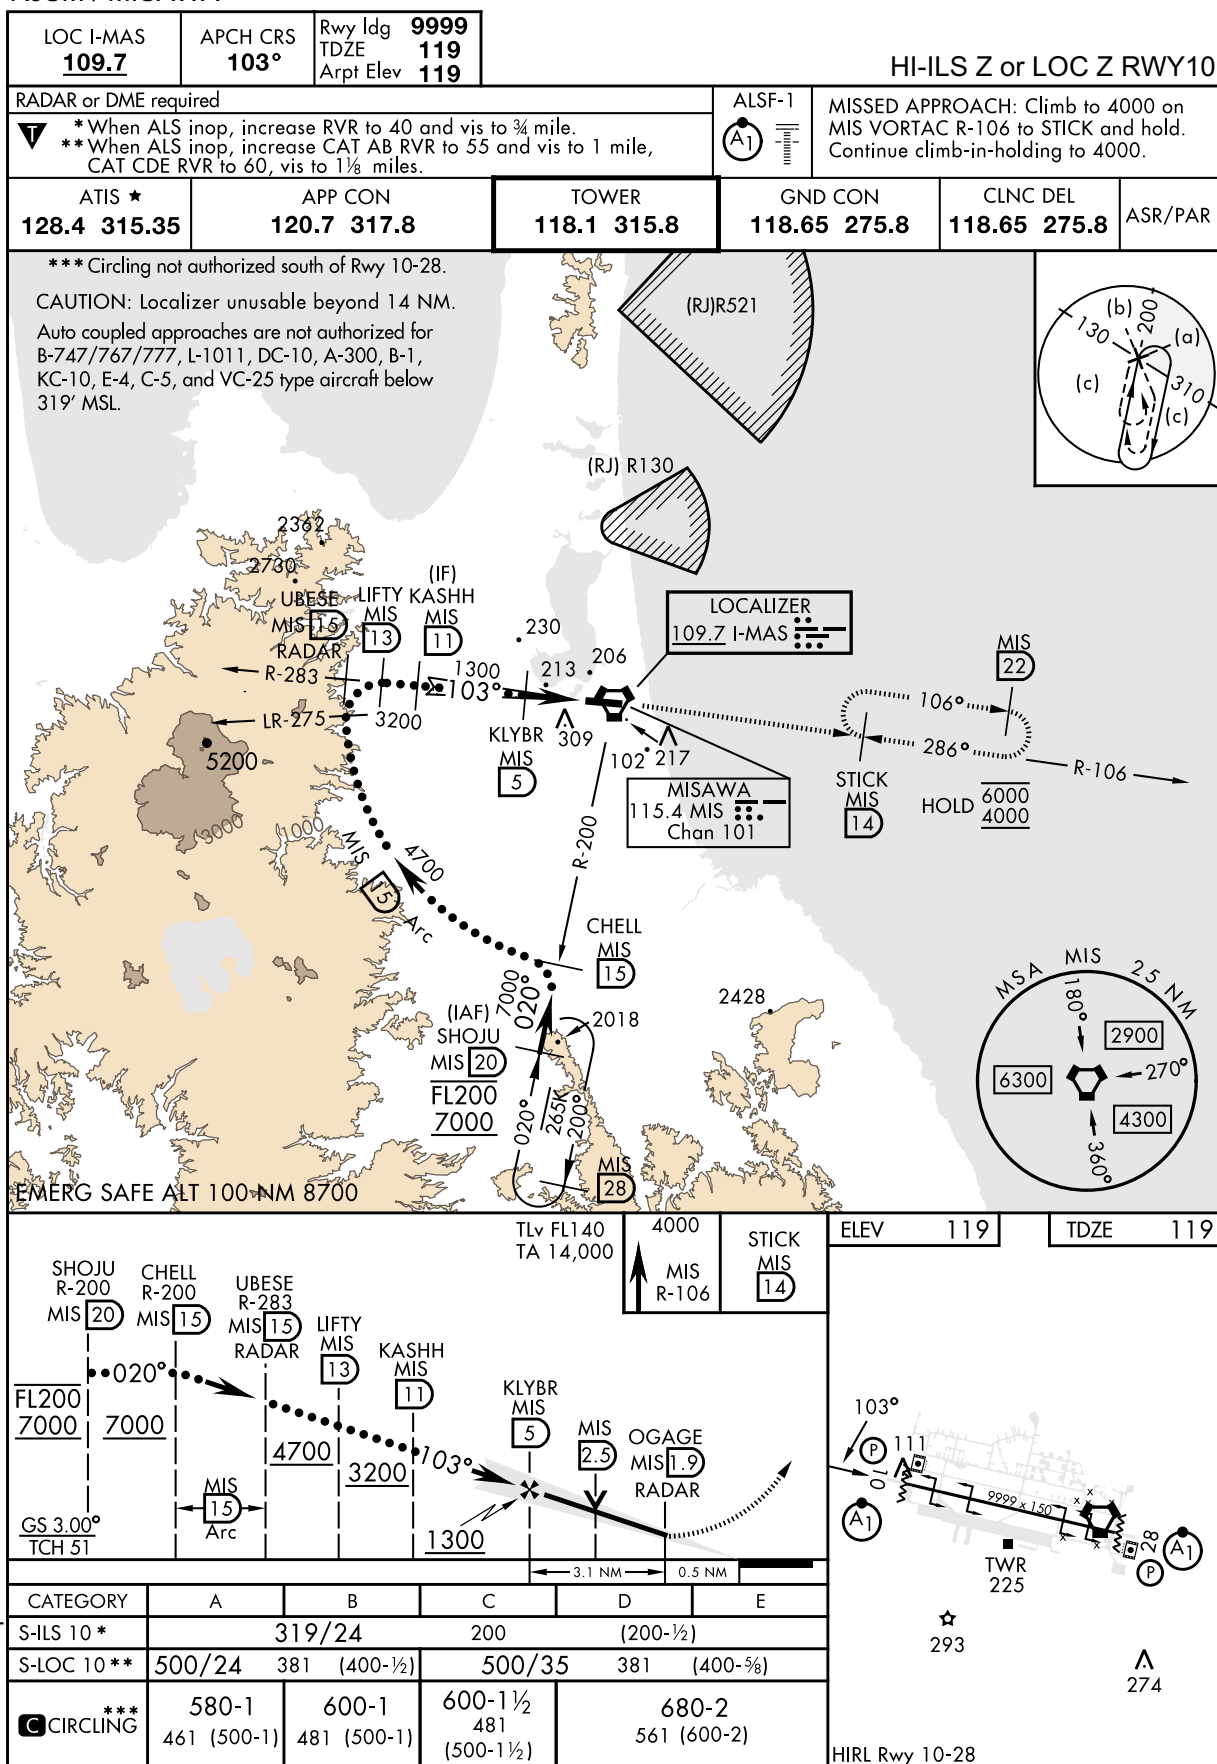 HI-ILS Z or LOC Z RWY10
LOC I-MAS
109.7
APCH CRS
103°
Rwy ldg 9999
TDZE 119
Arpt Elev 119
RADAR or DME required
T
* When ALS inop, increase RVR to 40 and vis to ¾ mile.
** When ALS inop, increase CAT AB RVR to 55 and vis to 1 mile,
CAT CDE RVR to 60, vis to 1⅛ miles.
ALSF-1
A1
MISSED APPROACH: Climb to 4000 on
MIS VORTAC R-106 to STICK and hold.
Continue climb-in-holding to 4000.
ATIS ★
128.4 315.35
APP CON
120.7 317.8
TOWER
118.1 315.8
GND CON
118.65 275.8
CLNC DEL
118.65 275.8
ASR/PAR
*** Circling not authorized south of Rwy 10-28.
CAUTION: Localizer unusable beyond 14 NM.
Auto coupled approaches are not authorized for
B-747/767/777, L-1011, DC-10, A-300, B-1,
KC-10, E-4, C-5, and VC-25 type aircraft below
319' MSL.
(RJ)R521
(RJ) R130
(b)
200
130
(a)
(c)
310
(c)
2362
2730
UBESE
MIS 15
RADAR
LIFTY
MIS
13
(IF)
KASHH
MIS
11
R-283
LR-275
3200
1300
103°
230
213
206
309
KLYBR
MIS
5
102
217
LOCALIZER
109.7 I-MAS
MISAWA
115.4 MIS
Chan 101
MIS
22
106°
286°
R-106
STICK
MIS
14
HOLD
6000
4000
5200
3000
1000
MIS 15 Arc
4700
R-200
CHELL
MIS
15
7000
020°
(IAF)
SHOJU
MIS 20
FL200
7000
2018
020°
265K
200°
MIS
28
2428
MSA MIS 25 NM
180°
2900
6300
270°
4300
360°
EMERG SAFE ALT 100 NM 8700
SHOJU
R-200
MIS 20
CHELL
R-200
MIS 15
UBESE
R-283
MIS 15
RADAR
LIFTY
MIS
13
KASHH
MIS
11
TLv FL140
TA 14,000
4000
MIS
R-106
STICK
MIS
14
020°
FL200
7000
7000
4700
3200
103°
KLYBR
MIS
5
MIS
2.5
OGAGE
MIS 1.9
RADAR
MIS
15
Arc
GS 3.00°
TCH 51
1300
3.1 NM
0.5 NM
ELEV 119
TDZE 119
103°
P
111
10
A1
9999 x 150
28
A1
P
TWR
225
293
274
HIRL Rwy 10-28
CATEGORY A B C D E
S-ILS 10 * 319/24 200 (200-½)
S-LOC 10 ** 500/24 381 (400-½) 500/35 381 (400-⅝)
C CIRCLING ***
580-1
461 (500-1)
600-1
481 (500-1)
600-1½
481
(500-1½)
680-2
561 (600-2)